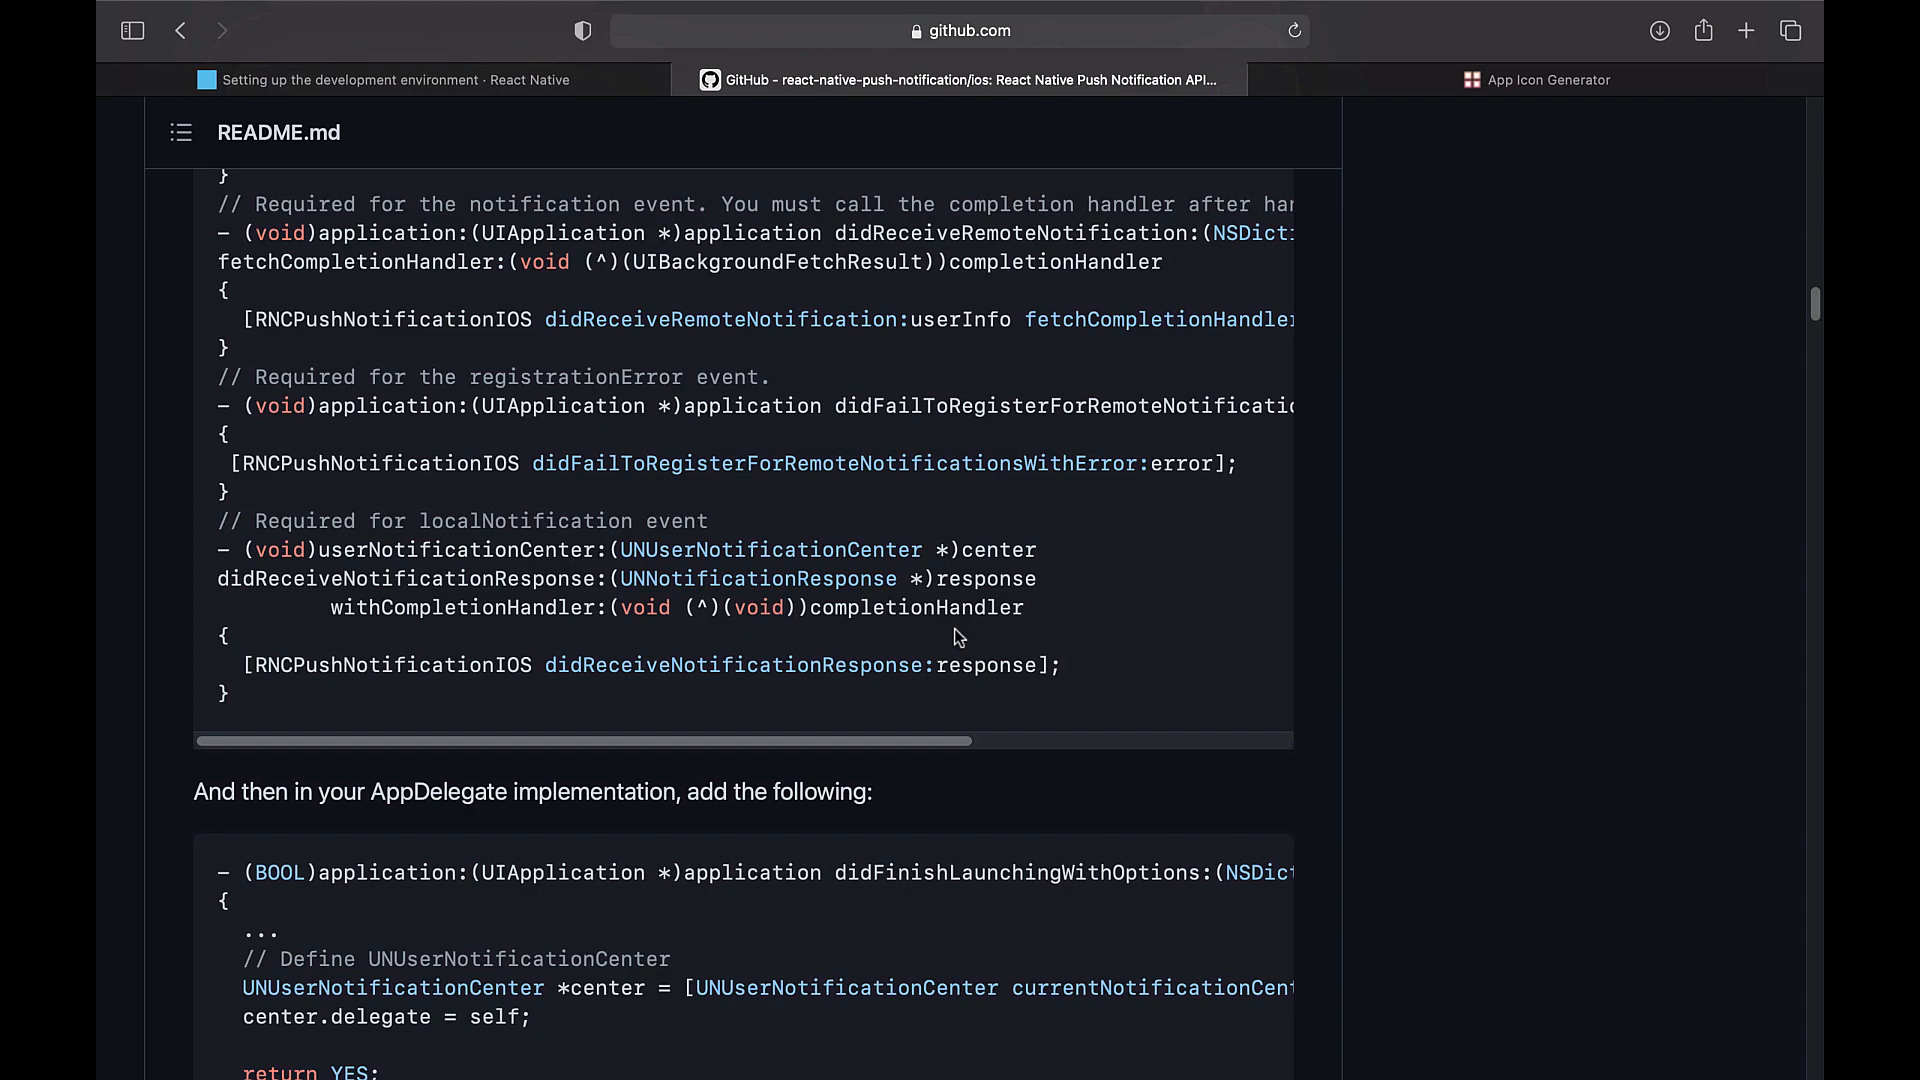 github.com
Setting up the development environment · React Native
GitHub - react-native-push-notification/ios: React Native Push Notification API...
App Icon Generator
README.md
}
// Required for the notification event. You must call the completion handler after har
- (void)application:(UIApplication *)application didReceiveRemoteNotification:(NSDicti
fetchCompletionHandler:(void (^)(UIBackgroundFetchResult))completionHandler
{
[RNCPushNotificationIOS didReceiveRemoteNotification:userInfo fetchCompletionHandler
}
// Required for the registrationError event.
- (void)application:(UIApplication *)application didFailToRegisterForRemoteNotificatio
{
[RNCPushNotificationIOS didFailToRegisterForRemoteNotificationsWithError:error];
}
// Required for localNotification event
- (void)userNotificationCenter:(UNUserNotificationCenter *)center
didReceiveNotificationResponse:(UNNotificationResponse *)response
withCompletionHandler:(void (^)(void))completionHandler
{
[RNCPushNotificationIOS didReceiveNotificationResponse:response];
}
And then in your AppDelegate implementation, add the following:
- (BOOL)application:(UIApplication *)application didFinishLaunchingWithOptions:(NSDict
{
...
// Define UNUserNotificationCenter
UNUserNotificationCenter *center = [UNUserNotificationCenter currentNotificationCent
center.delegate = self;
return YES;